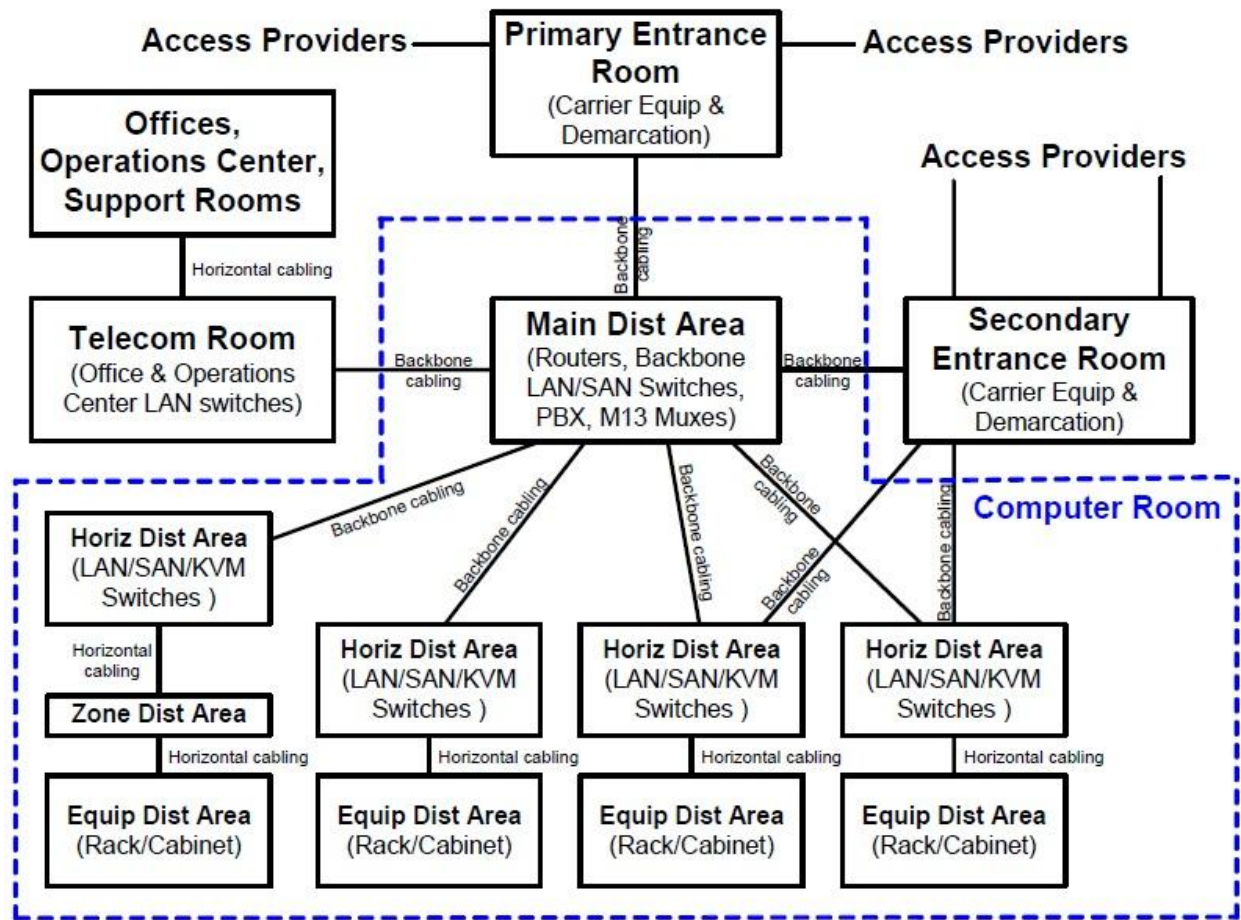 Access Providers
Primary Entrance
Room
(Carrier Equip &
Demarcation)
Access Providers
Offices,
Operations Center,
Support Rooms
Access Providers
Horizontal cabling
Backbone
cabling
Telecom Room
(Office & Operations
Center LAN switches)
Backbone
cabling
Main Dist Area
(Routers, Backbone
LAN/SAN Switches,
PBX, M13 Muxes)
Backbone
cabling
Secondary
Entrance Room
(Carrier Equip &
Demarcation)
Backbone cabling
Backbone cabling
Backbone cabling
Backbone
cabling
Backbone
cabling
Backbone cabling
Computer Room
Horiz Dist Area
(LAN/SAN/KVM
Switches )
Horizontal
cabling
Zone Dist Area
Horizontal cabling
Equip Dist Area
(Rack/Cabinet)
Horiz Dist Area
(LAN/SAN/KVM
Switches )
Horizontal cabling
Equip Dist Area
(Rack/Cabinet)
Horiz Dist Area
(LAN/SAN/KVM
Switches )
Horizontal cabling
Equip Dist Area
(Rack/Cabinet)
Horiz Dist Area
(LAN/SAN/KVM
Switches )
Horizontal cabling
Equip Dist Area
(Rack/Cabinet)